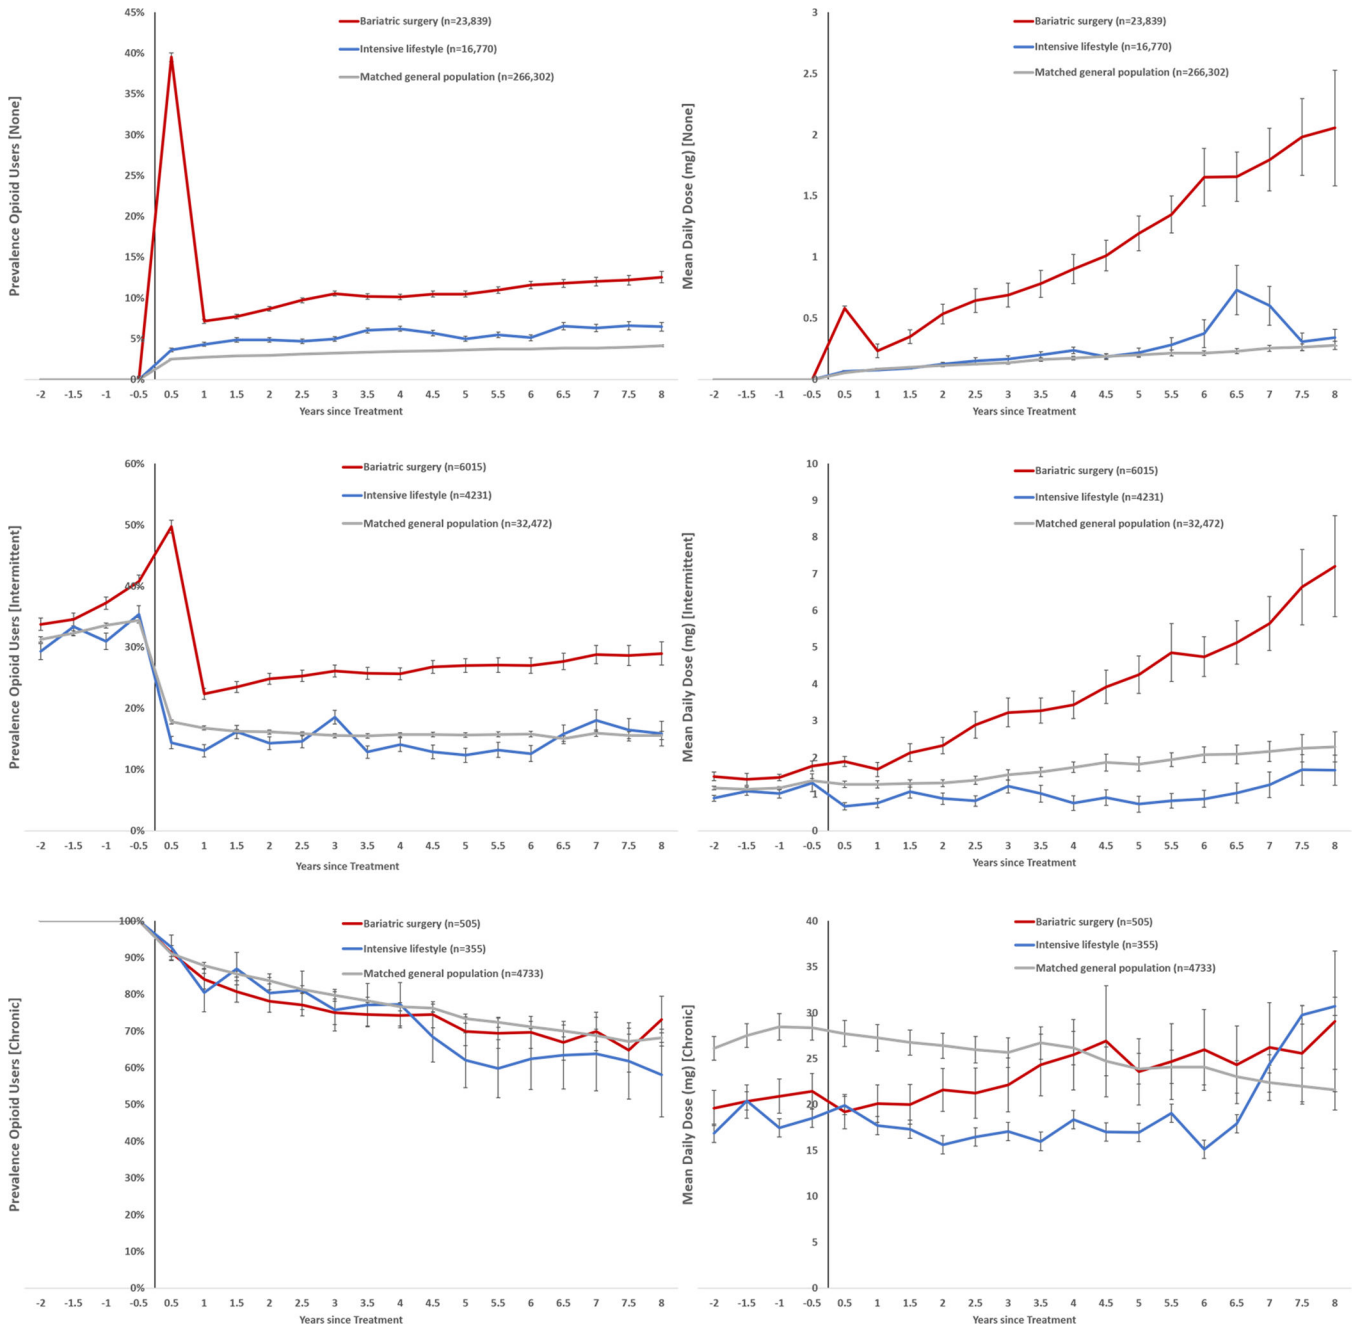 Prevalence Opioid Users [None]
45%
40%
35%
30%
25%
20%
15%
10%
5%
0%
Bariatric surgery (n=23,839)
Intensive lifestyle (n=16,770)
Matched general population (n=266,302)
-2 -1.5 -1 -0.5 0.5 1 1.5 2 2.5 3 3.5 4 4.5 5 5.5 6 6.5 7 7.5 8
Years since Treatment
Mean Daily Dose (mg) [None]
3
2.5
2
1.5
1
0.5
0
Bariatric surgery (n=23,839)
Intensive lifestyle (n=16,770)
Matched general population (n=266,302)
-2 -1.5 -1 -0.5 0.5 1 1.5 2 2.5 3 3.5 4 4.5 5 5.5 6 6.5 7 7.5 8
Years since Treatment
Prevalence Opioid Users [Intermittent]
60%
50%
40%
30%
20%
10%
0%
Bariatric surgery (n=6015)
Intensive lifestyle (n=4231)
Matched general population (n=32,472)
-2 -1.5 -1 -0.5 0.5 1 1.5 2 2.5 3 3.5 4 4.5 5 5.5 6 6.5 7 7.5 8
Years since Treatment
Mean Daily Dose (mg) [Intermittent]
10
9
8
7
6
5
4
3
2
1
0
Bariatric surgery (n=6015)
Intensive lifestyle (n=4231)
Matched general population (n=32,472)
-2 -1.5 -1 -0.5 0.5 1 1.5 2 2.5 3 3.5 4 4.5 5 5.5 6 6.5 7 7.5 8
Years since Treatment
Prevalence Opioid Users [Chronic]
100%
90%
80%
70%
60%
50%
40%
30%
20%
10%
0%
Bariatric surgery (n=505)
Intensive lifestyle (n=355)
Matched general population (n=4733)
-2 -1.5 -1 -0.5 0.5 1 1.5 2 2.5 3 3.5 4 4.5 5 5.5 6 6.5 7 7.5 8
Years since Treatment
Mean Daily Dose (mg) [Chronic]
40
35
30
25
20
15
10
5
0
Bariatric surgery (n=505)
Intensive lifestyle (n=355)
Matched general population (n=4733)
-2 -1.5 -1 -0.5 0.5 1 1.5 2 2.5 3 3.5 4 4.5 5 5.5 6 6.5 7 7.5 8
Years since Treatment